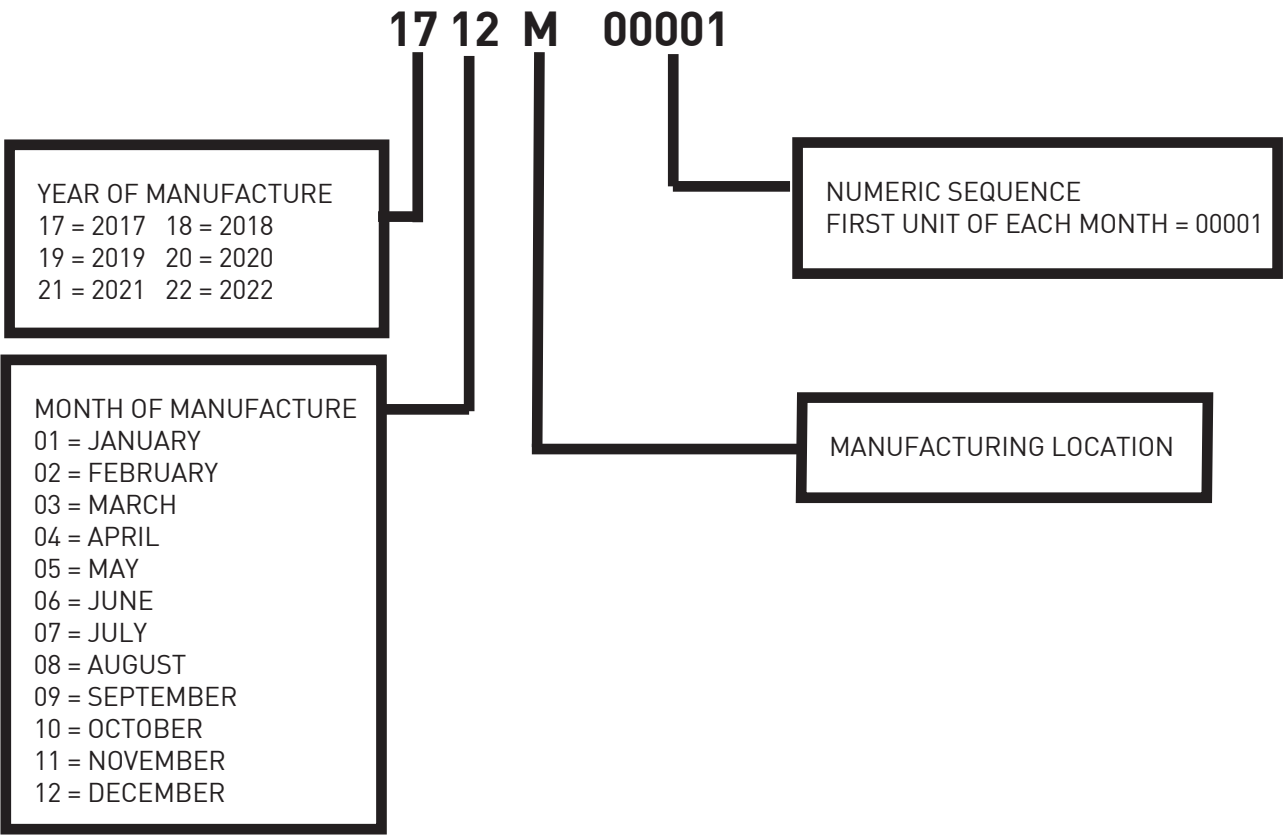 17 12 M 00001
YEAR OF MANUFACTURE
17 = 2017 18 = 2018
19 = 2019 20 = 2020
21 = 2021 22 = 2022
NUMERIC SEQUENCE
FIRST UNIT OF EACH MONTH = 00001
MONTH OF MANUFACTURE
01 = JANUARY
02 = FEBRUARY
03 = MARCH
04 = APRIL
05 = MAY
06 = JUNE
07 = JULY
08 = AUGUST
09 = SEPTEMBER
10 = OCTOBER
11 = NOVEMBER
12 = DECEMBER
MANUFACTURING LOCATION